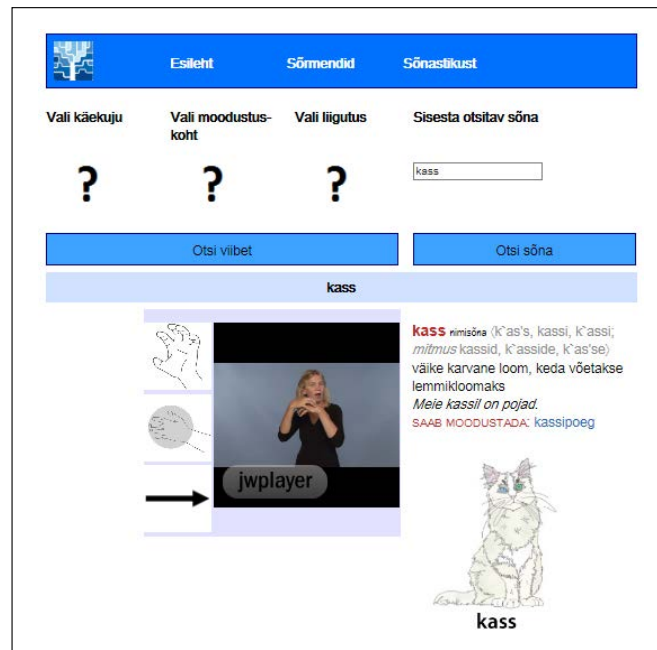 Esileht Sõrmendid Sõnastikust
Vali käekuju Vali moodustus- Vali liigutus Sisesta otsitav sõna
koht
? ? ? kass
Otsi viibet Otsi sõna
kass
kass nimisõna (k`as's, kassi, k`assi;
mitmus kassid, k`asside, k`as'se)
väike karvane loom, keda võetakse
lemmikloomaks
Meie kassil on pojad.
SAAB MOODUSTADA: kassipoeg
jwplayer
kass